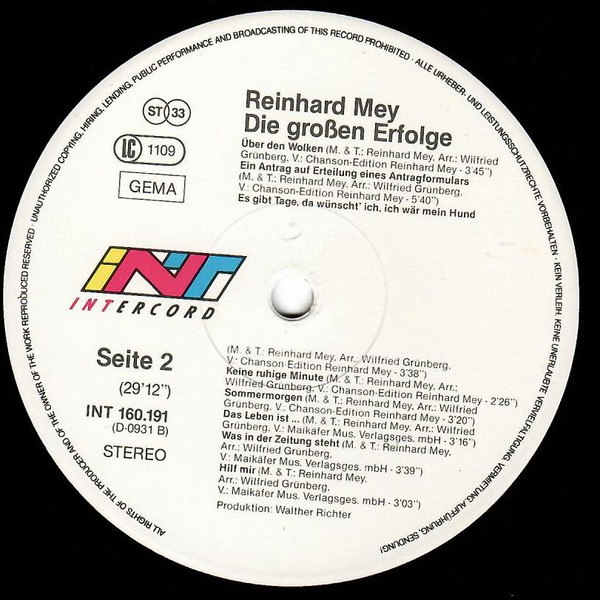 ALL RIGHTS OF THE PRODUCER AND OF THE OWNER OF THE WORK REPRODUCED RESERVED · UNAUTHORIZED COPYING, HIRING, LENDING, PUBLIC PERFORMANCE AND BROADCASTING OF THIS RECORD PROHIBITED · ALLE URHEBER- UND LEISTUNGSSCHUTZRECHTE VORBEHALTEN · KEIN VERLEIH, KEINE UNERLAUBTE VERVIELFÄLTIGUNG, VERMIETUNG, AUFFÜHRUNG, SENDUNG!
ST 33
LC 1109
GEMA
Reinhard Mey
Die großen Erfolge
Über den Wolken (M. & T.: Reinhard Mey, Arr.: Wilfried
Grünberg. V.: Chanson-Edition Reinhard Mey - 3'45")
Ein Antrag auf Erteilung eines Antragformulars
(M. & T.: Reinhard Mey, Arr.: Wilfried Grünberg.
V.: Chanson-Edition Reinhard Mey - 5'40")
Es gibt Tage, da wünscht' ich, ich wär mein Hund
INT
INTERCORD
Seite 2
(29'12")
INT 160.191
(D-0931 B)
STEREO
(M. & T.: Reinhard Mey, Arr.: Wilfried Grünberg.
V.: Chanson-Edition Reinhard Mey - 3'38")
Keine ruhige Minute (M. & T.: Reinhard Mey, Arr.:
Wilfried Grünberg. V.: Chanson-Edition Reinhard Mey - 2'26")
Sommermorgen (M. & T.: Reinhard Mey, Arr.: Wilfried
Grünberg. V.: Chanson-Edition Reinhard Mey - 3'20")
Das Leben ist ... (M. & T.: Reinhard Mey, Arr.: Wilfried
Grünberg. V.: Maikäfer Mus. Verlagsges. mbH - 3'16")
Was in der Zeitung steht (M. & T.: Reinhard Mey.
Arr.: Wilfried Grünberg,
V.: Maikäfer Mus. Verlagsges. mbH - 3'39")
Hilf mir (M. & T.: Reinhard Mey.
Arr.: Wilfried Grünberg,
V.: Maikäfer Mus. Verlagsges. mbH - 3'03")
Produktion: Walther Richter